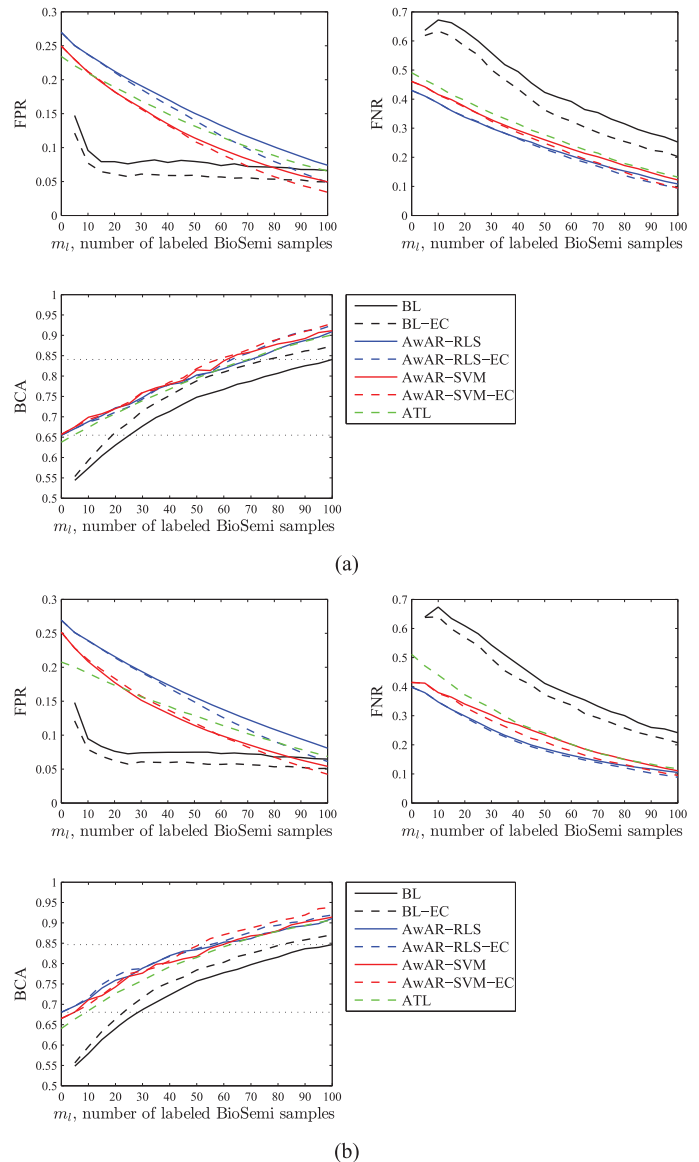 0.3
0.25
0.2
0.15
0.1
0.05
0
FPR
0 10 20 30 40 50 60 70 80 90 100
m_l, number of labeled BioSemi samples
0.7
0.6
0.5
0.4
0.3
0.2
0.1
0
FNR
0 10 20 30 40 50 60 70 80 90 100
m_l, number of labeled BioSemi samples
1
0.95
0.9
0.85
0.8
0.75
0.7
0.65
0.6
0.55
0.5
BCA
0 10 20 30 40 50 60 70 80 90 100
m_l, number of labeled BioSemi samples
BL
BL−EC
AwAR−RLS
AwAR−RLS−EC
AwAR−SVM
AwAR−SVM−EC
ATL
(a)
0.3
0.25
0.2
0.15
0.1
0.05
0
FPR
0 10 20 30 40 50 60 70 80 90 100
m_l, number of labeled BioSemi samples
0.7
0.6
0.5
0.4
0.3
0.2
0.1
0
FNR
0 10 20 30 40 50 60 70 80 90 100
m_l, number of labeled BioSemi samples
1
0.95
0.9
0.85
0.8
0.75
0.7
0.65
0.6
0.55
0.5
BCA
0 10 20 30 40 50 60 70 80 90 100
m_l, number of labeled BioSemi samples
BL
BL−EC
AwAR−RLS
AwAR−RLS−EC
AwAR−SVM
AwAR−SVM−EC
ATL
(b)